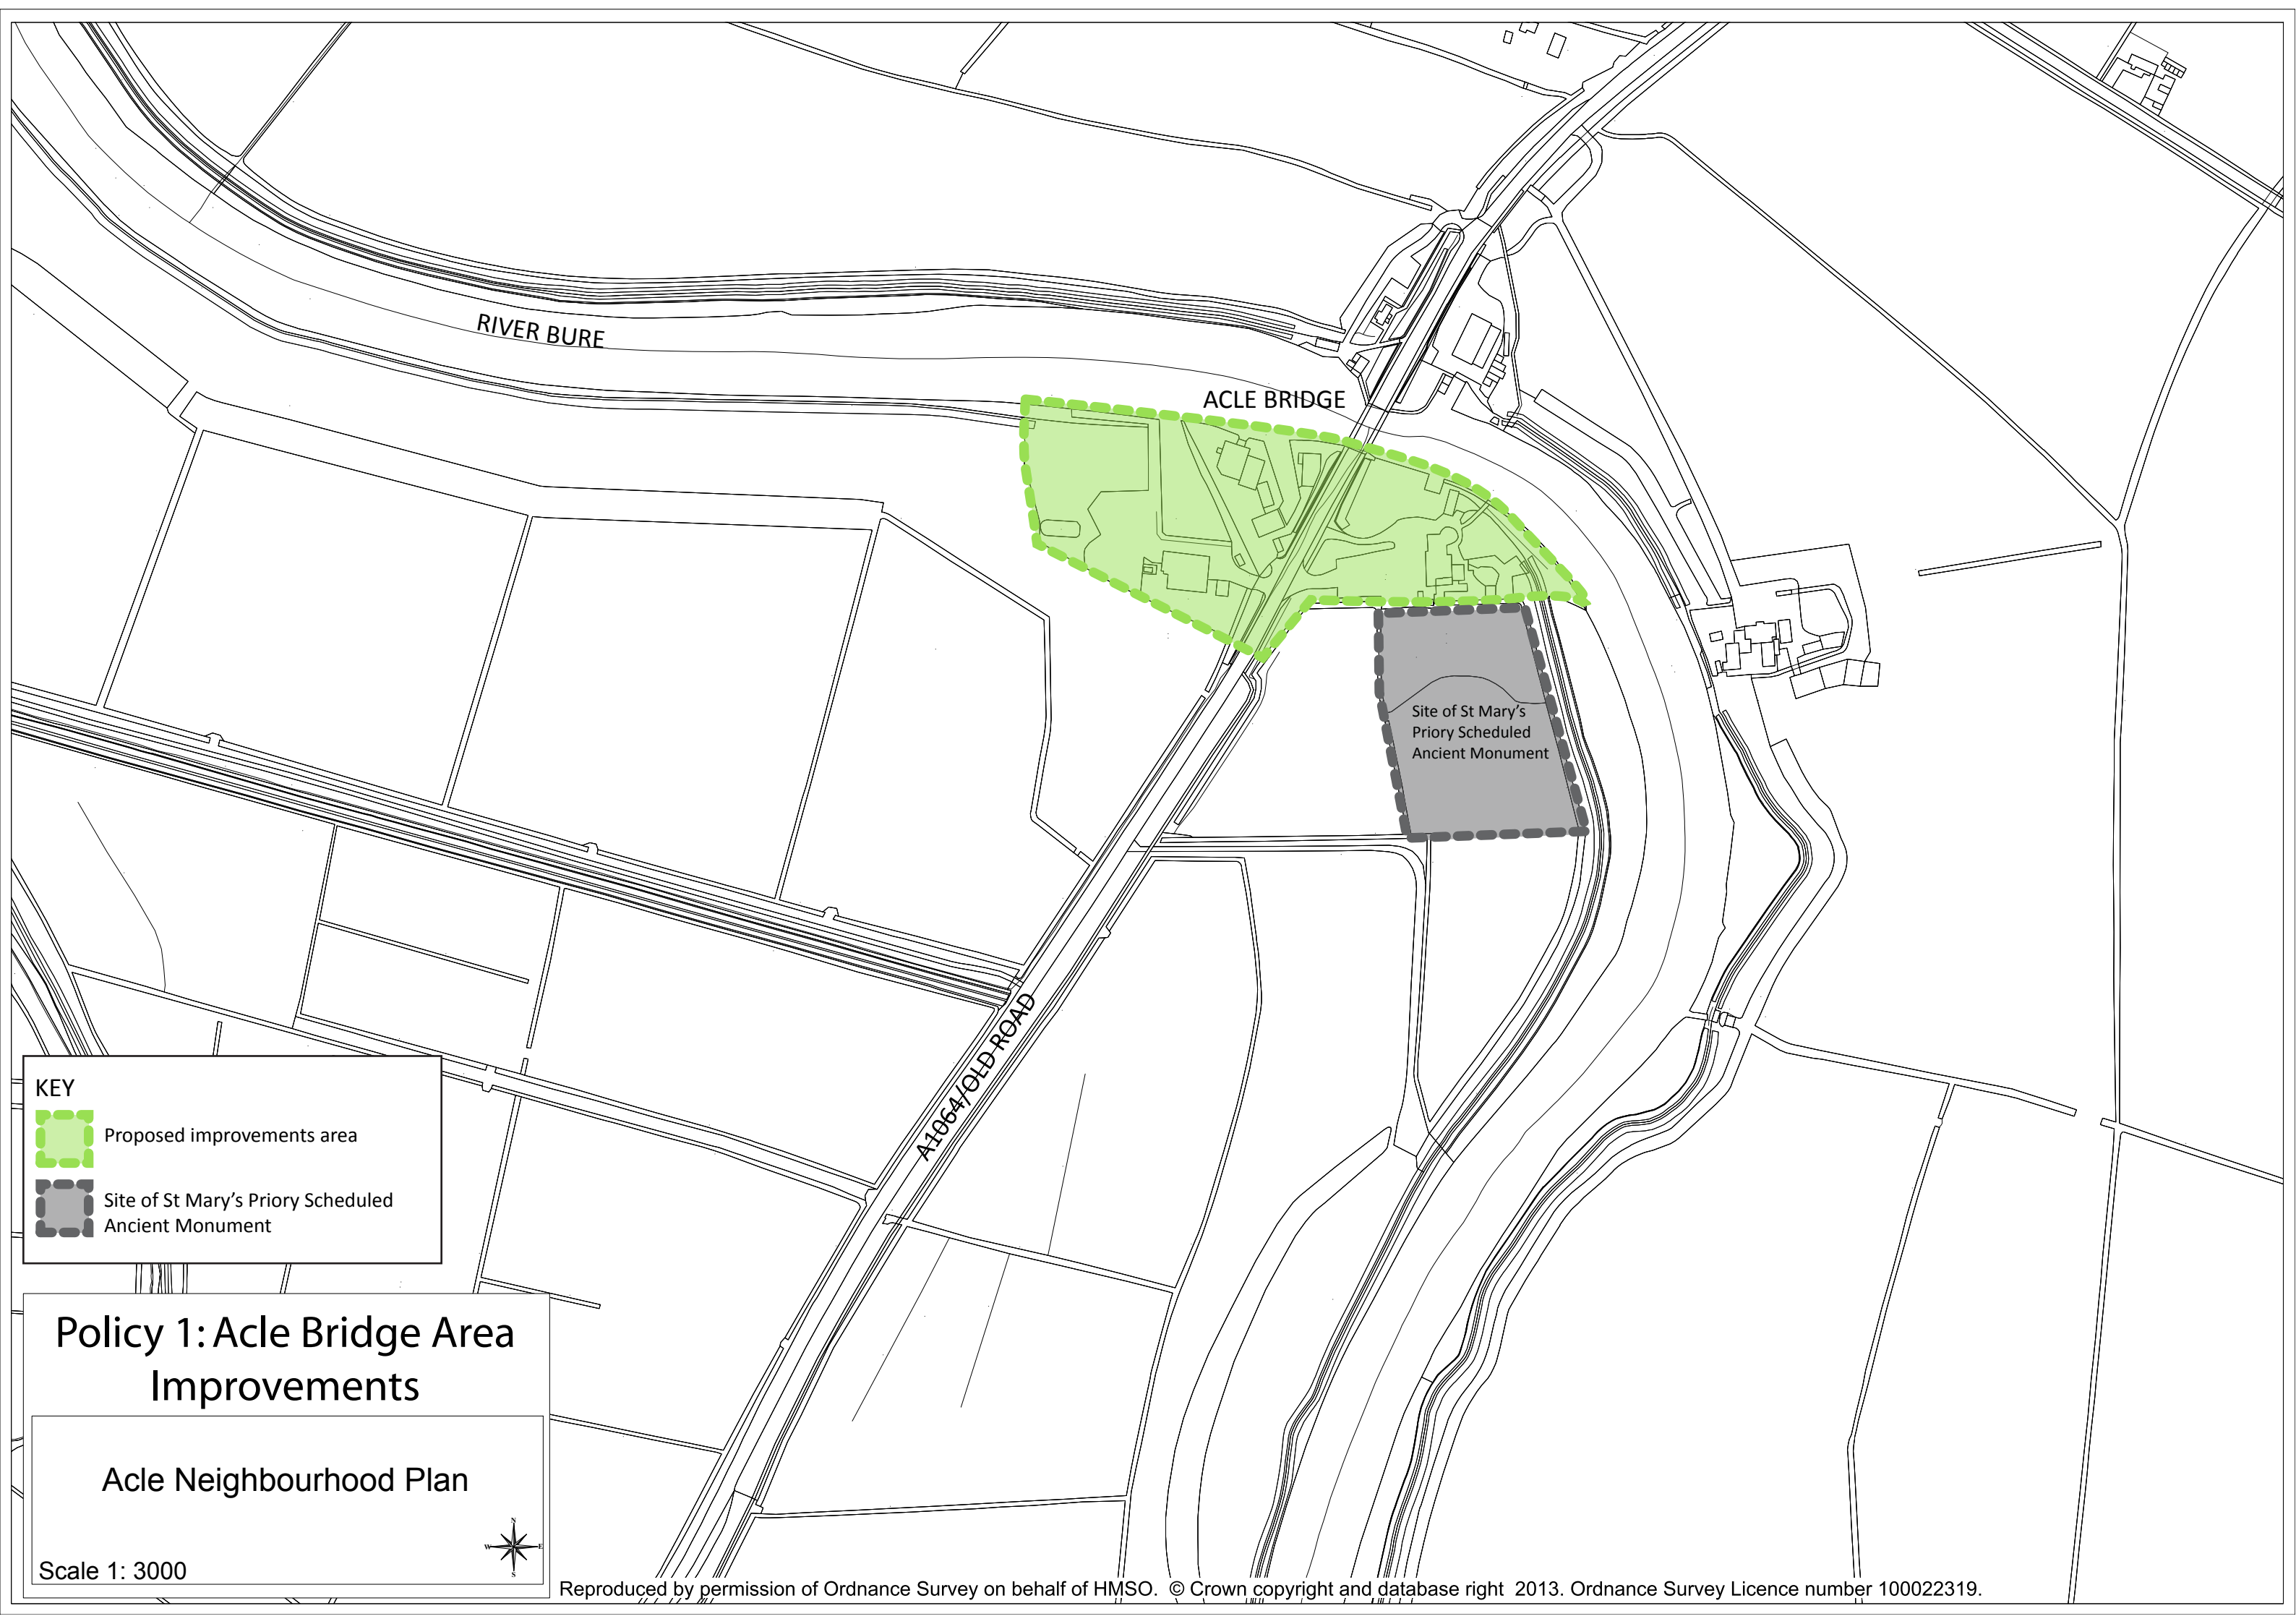 RIVER BURE
ACLE BRIDGE
Site of St Mary’s
Priory Scheduled
Ancient Monument
A1064/OLD ROAD
KEY
Proposed improvements area
Site of St Mary’s Priory Scheduled
Ancient Monument
Policy 1: Acle Bridge Area
Improvements
Acle Neighbourhood Plan
N
W E
S
Scale 1: 3000
Reproduced by permission of Ordnance Survey on behalf of HMSO. © Crown copyright and database right 2013. Ordnance Survey Licence number 100022319.